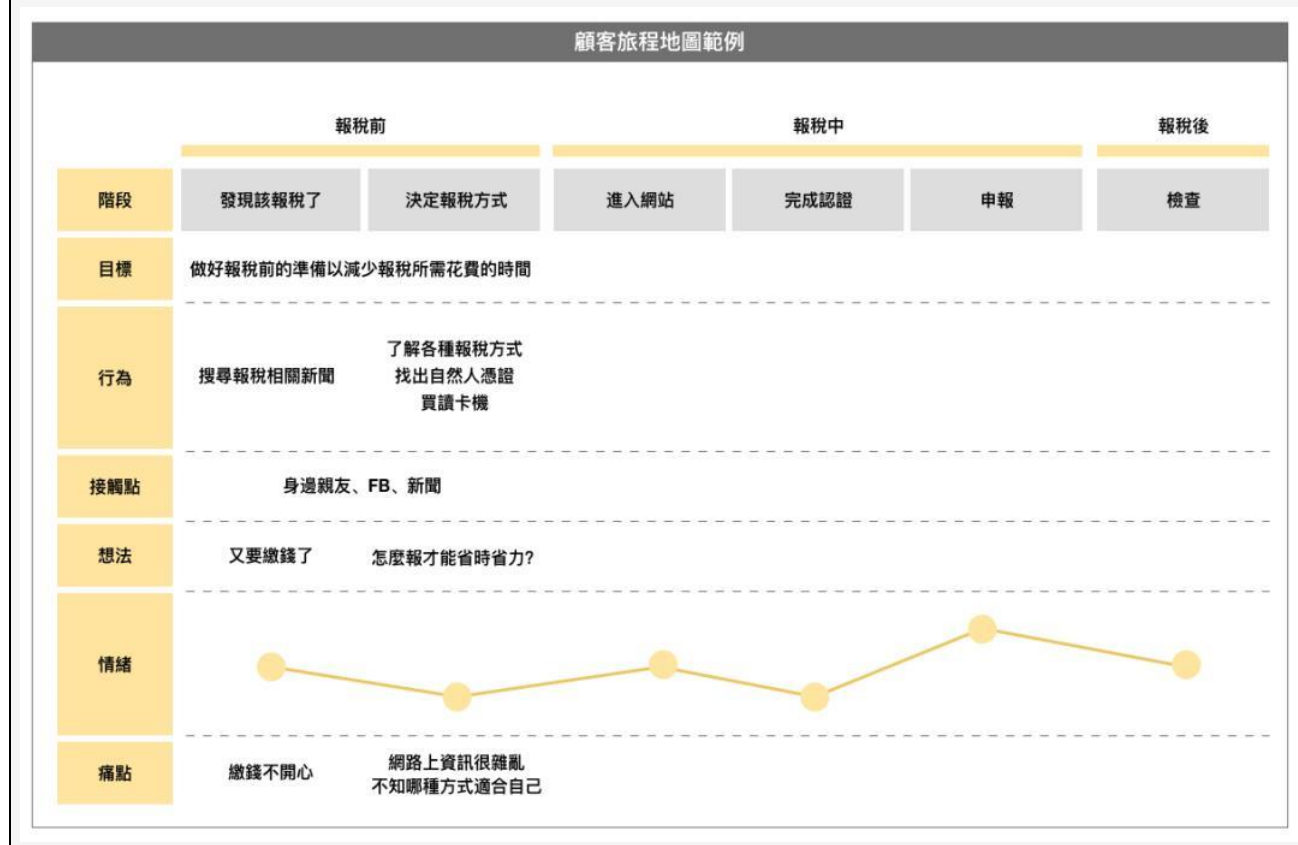 顧客旅程地圖範例
報稅前
報稅中
報稅後
階段
發現該報稅了
決定報稅方式
進入網站
完成認證
申報
檢查
目標
做好報稅前的準備以減少報稅所需花費的時間
行為
搜尋報稅相關新聞
了解各種報稅方式
找出自然人憑證
買讀卡機
接觸點
身邊親友、FB、新聞
想法
又要繳錢了
怎麼報才能省時省力?
情緒
痛點
繳錢不開心
網路上資訊很雜亂
不知哪種方式適合自己